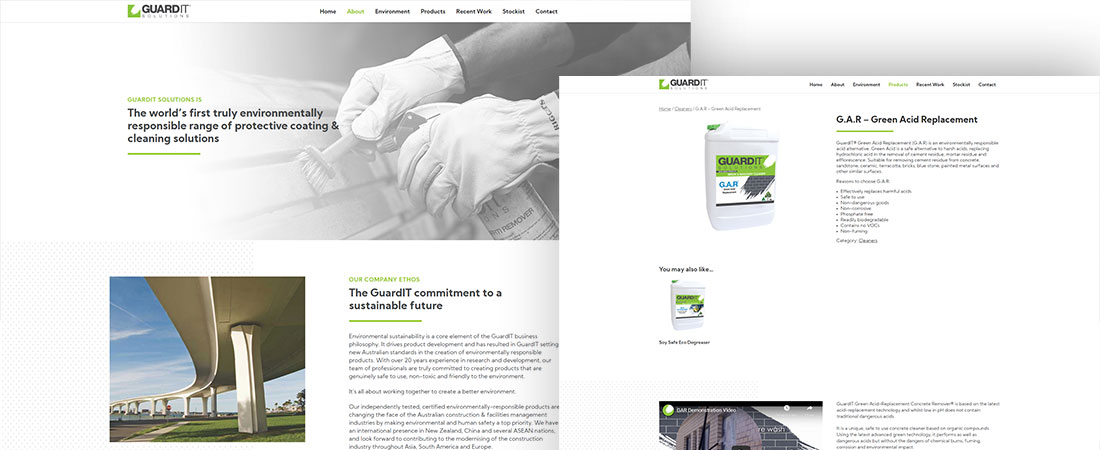 GUARDIT
SOLUTIONS
Home About Environment Products Recent Work Stockist Contact
GUARDIT SOLUTIONS IS
The world's first truly environmentally
responsible range of protective coating &
cleaning solutions
OUR COMPANY ETHOS
The GuardIT commitment to a
sustainable future
Environmental sustainability is a core element of the GuardIT business
philosophy. It drives product development and has resulted in GuardIT setting
new Australian standards in the creation of environmentally responsible
products. With over 20 years experience in research and development, our
team of professionals are truly committed to creating products that are
genuinely safe to use, non-toxic and friendly to the environment.
It's all about working together to create a better environment.
Our independently tested, certified environmentally-responsible products are
changing the face of the Australian construction & facilities management
industries by making environmental and human safety a top priority. We have
an international presence in New Zealand, China and several ASEAN nations,
and look forward to contributing to the modernising of the construction
industry throughout Asia, South America and Europe.
GUARDIT
SOLUTIONS
Home About Environment Products Recent Work Stockist Contact
Home / Cleaners / G.A.R – Green Acid Replacement
GUARDIT
SOLUTIONS
G.A.R
Green Acid
Replacement
G.A.R – Green Acid Replacement
GuardIT® Green Acid Replacement (G.A.R) is an environmentally responsible
acid alternative. Green Acid is a safe alternative to harsh acids, replacing
hydrochloric acid in the removal of cement residue, mortar residue and
efflorescence. Suitable for removing cement residue from concrete,
sandstone, ceramic, terracotta, bricks, blue stone, painted metal surfaces and
other similar surfaces.
Reasons to choose G.A.R:
• Effectively replaces harmful acids
• Safe to use
• Non-dangerous goods
• Non-corrosive
• Phosphate free
• Readily biodegradable
• Contains no VOCs
• Non-fuming
Category: Cleaners
You may also like...
GUARDIT
Soy Safe Eco Degreaser
GAR Demonstration Video
re wash
GuardIT Green Acid-Replacement Concrete Remover® is based on the latest
acid-replacement technology and whilst low in pH does not contain
traditional dangerous acids.
It is a unique, safe to use concrete cleaner based on organic compounds.
Using the latest advanced green technology, it performs as well as
dangerous acids but without the dangers of chemical burns, fuming,
corrosion and environmental impact.